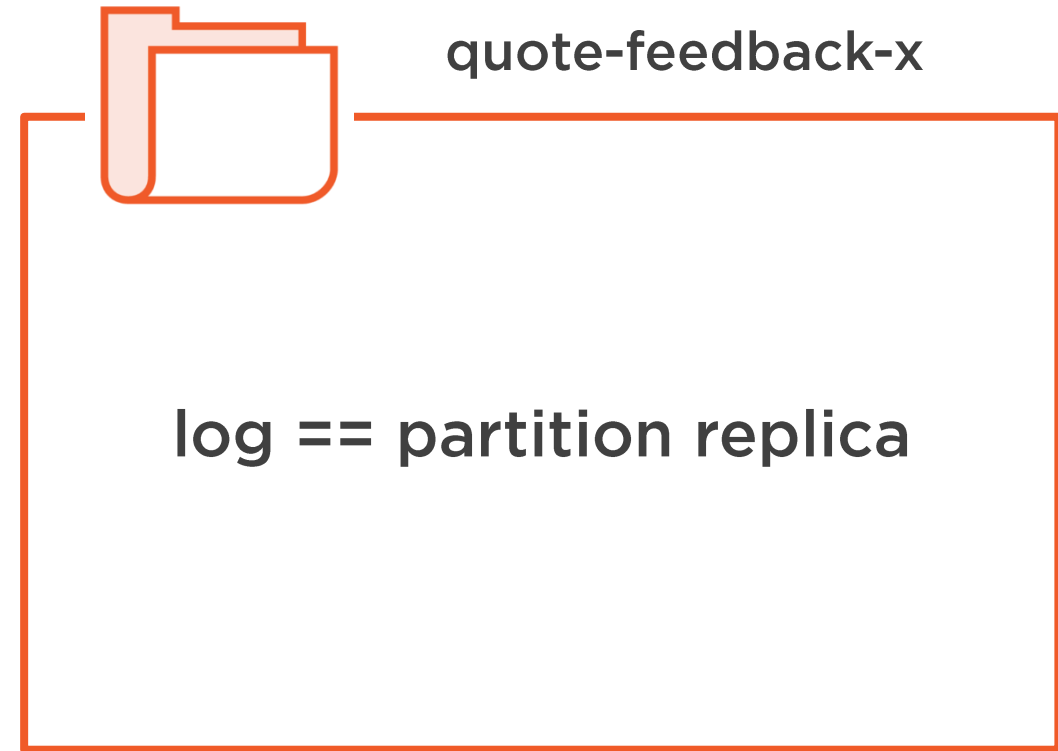 quote-feedback-x
log == partition replica